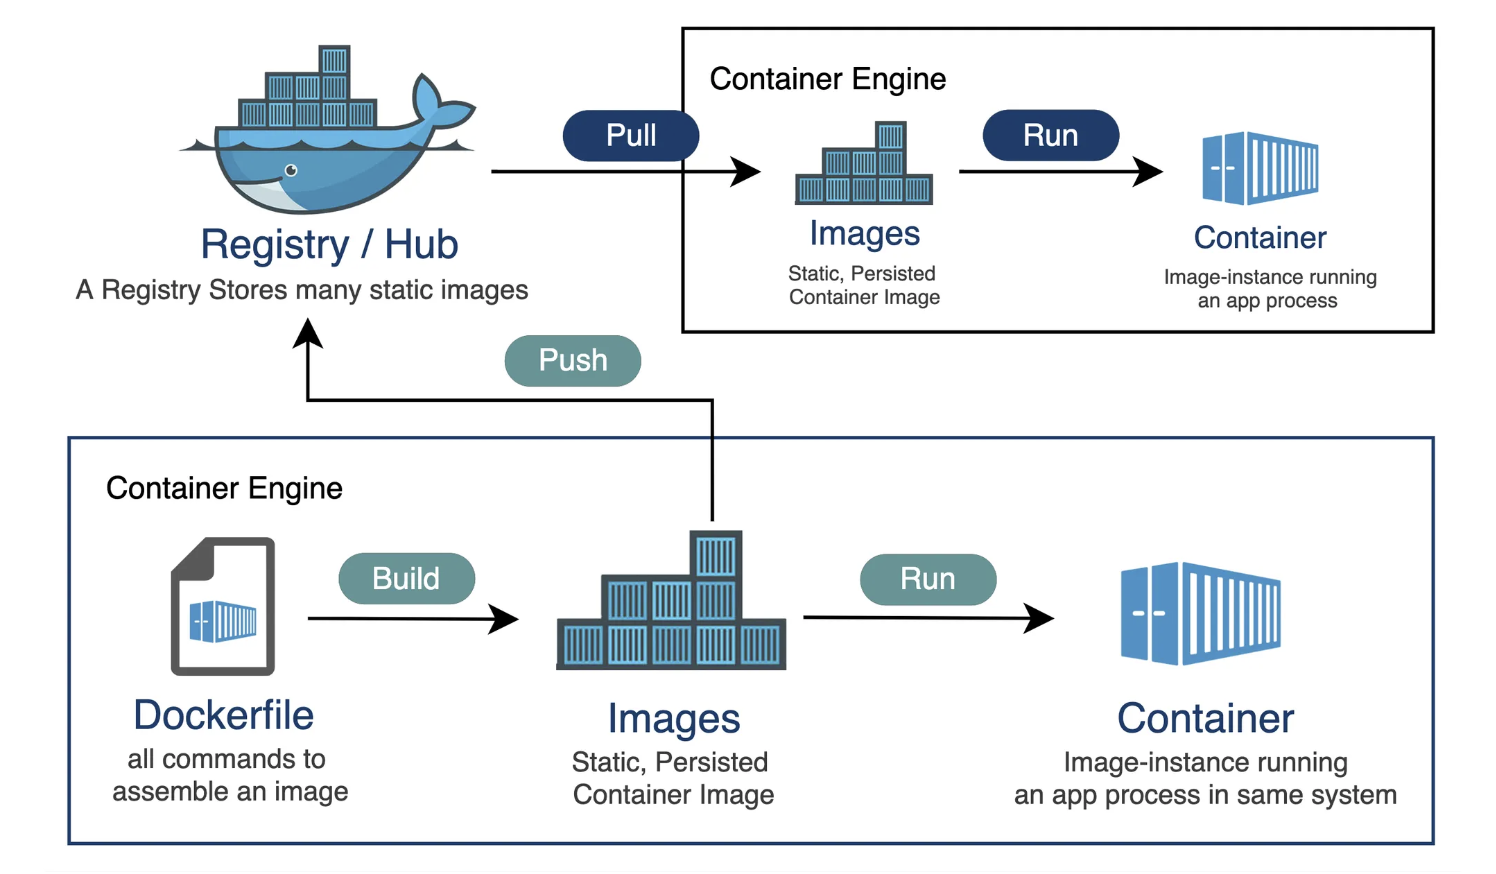 Container Engine
Pull
Run
Images
Static, Persisted
Container Image
Container
Image-instance running
an app process
Registry / Hub
A Registry Stores many static images
Push
Container Engine
Build
Run
Dockerfile
all commands to
assemble an image
Images
Static, Persisted
Container Image
Container
Image-instance running
an app process in same system